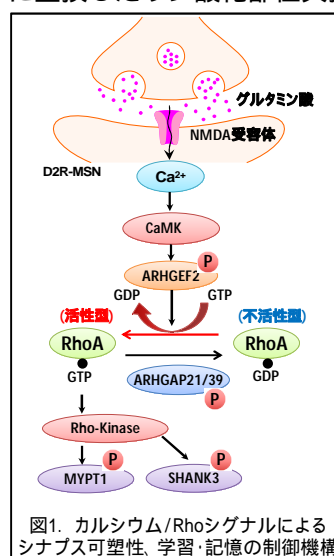 グルタミン酸
NMDA受容体
D2R-MSN
Ca²⁺
CaMK
P
ARHGEF2
GDP GTP
(活性型) (不活性型)
RhoA RhoA
GTP ARHGAP21/39 GDP
P
Rho-Kinase
P P
MYPT1 SHANK3
図1. カルシウム/Rhoシグナルによる
シナプス可塑性、学習・記憶の制御機構